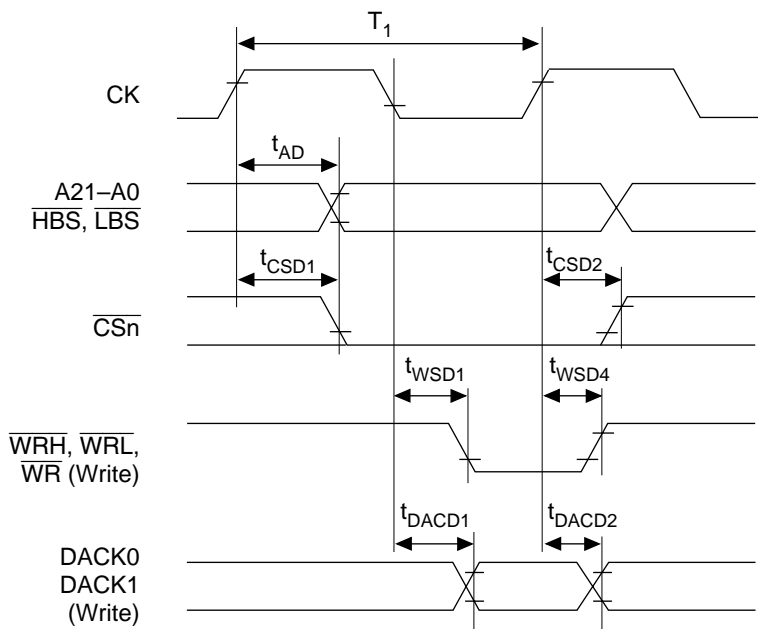 T1
CK
tAD
A21–A0
HBS, LBS
tCSD1
tCSD2
CSn
tWSD1
tWSD4
WRH, WRL,
WR (Write)
tDACD1
tDACD2
DACK0
DACK1
(Write)